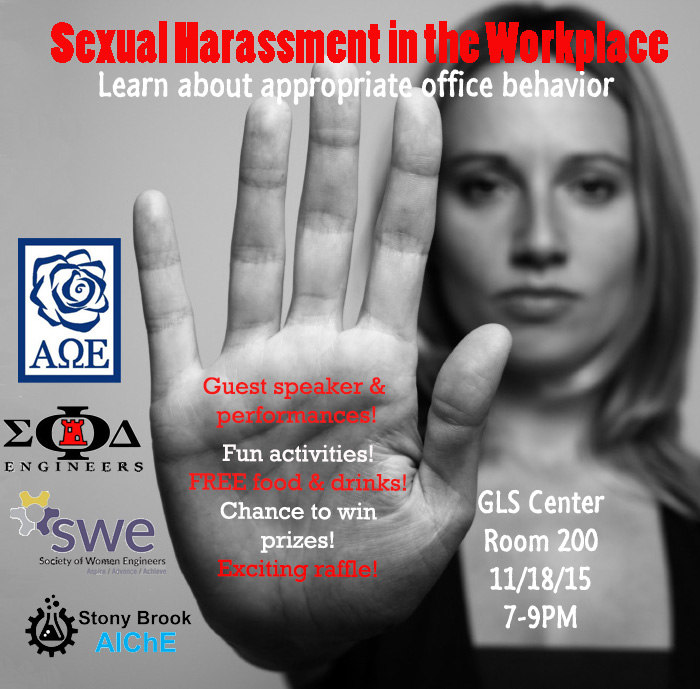 Sexual Harassment in the Workplace
Learn about appropriate office behavior
ΑΩΕ
ΣΦΔ
ENGINEERS
swe
Society of Women Engineers
Aspire / Advance / Achieve
Stony Brook
AIChE
Guest speaker &
performances!
Fun activities!
FREE food & drinks!
Chance to win
prizes!
Exciting raffle!
GLS Center
Room 200
11/18/15
7-9PM